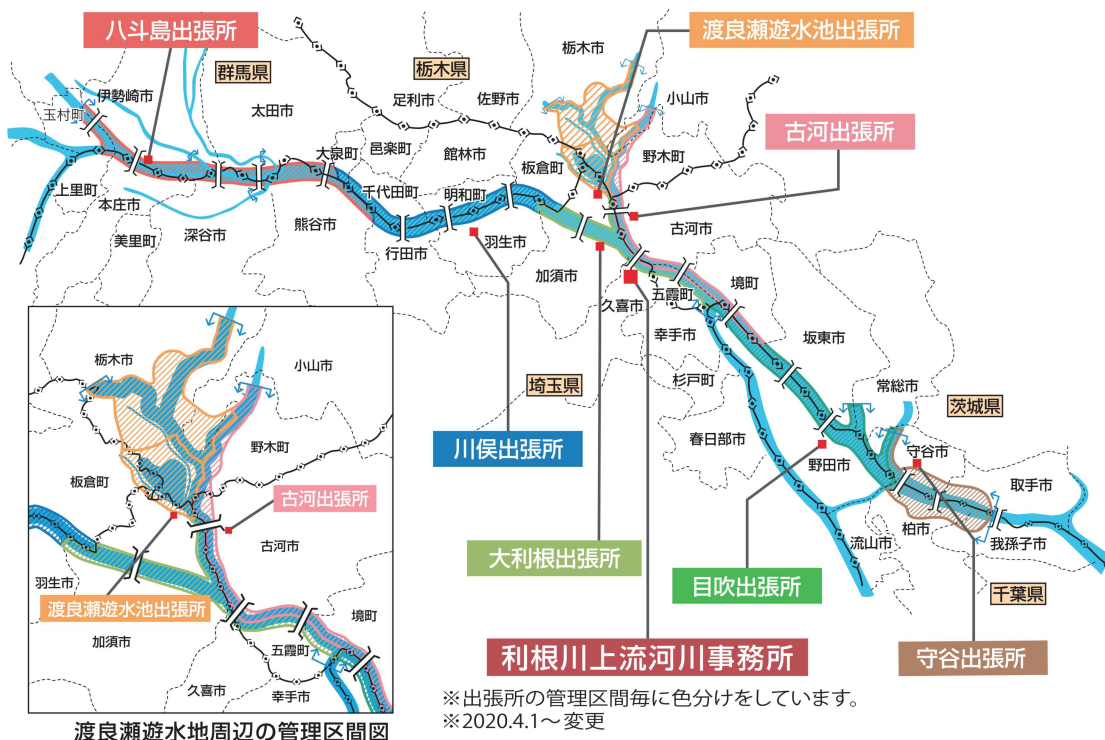 八斗島出張所
渡良瀬遊水池出張所
栃木市
群馬県
栃木県
伊勢崎市
太田市
足利市
佐野市
小山市
玉村町
古河出張所
大泉町
邑楽町
館林市
野木町
板倉町
千代田町
明和町
上里町
本庄市
美里町
深谷市
熊谷市
行田市
羽生市
加須市
古河市
久喜市
五霞町
境町
幸手市
坂東市
杉戸町
埼玉県
常総市
茨城県
春日部市
川俣出張所
野田市
守谷市
取手市
大利根出張所
流山市
柏市
我孫子市
目吹出張所
千葉県
利根川上流河川事務所
守谷出張所
※出張所の管理区間毎に色分けをしています。
※2020.4.1～変更
栃木市
小山市
野木町
板倉町
古河出張所
古河市
羽生市
渡良瀬遊水池出張所
境町
加須市
五霞町
久喜市
幸手市
渡良瀬遊水地周辺の管理区間図